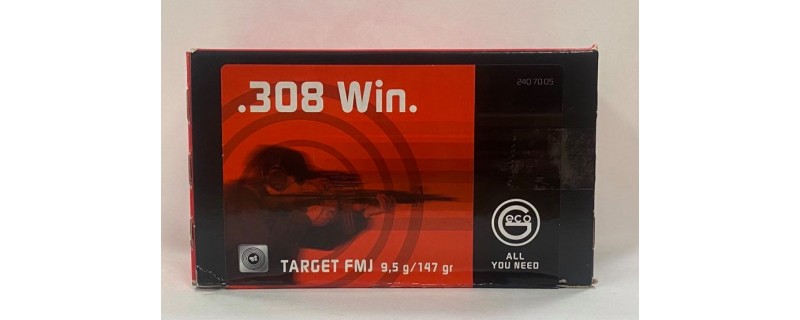 .308 Win.
240 70 05
Geco
ALL
YOU NEED
TARGET FMJ 9,5 g/147 gr